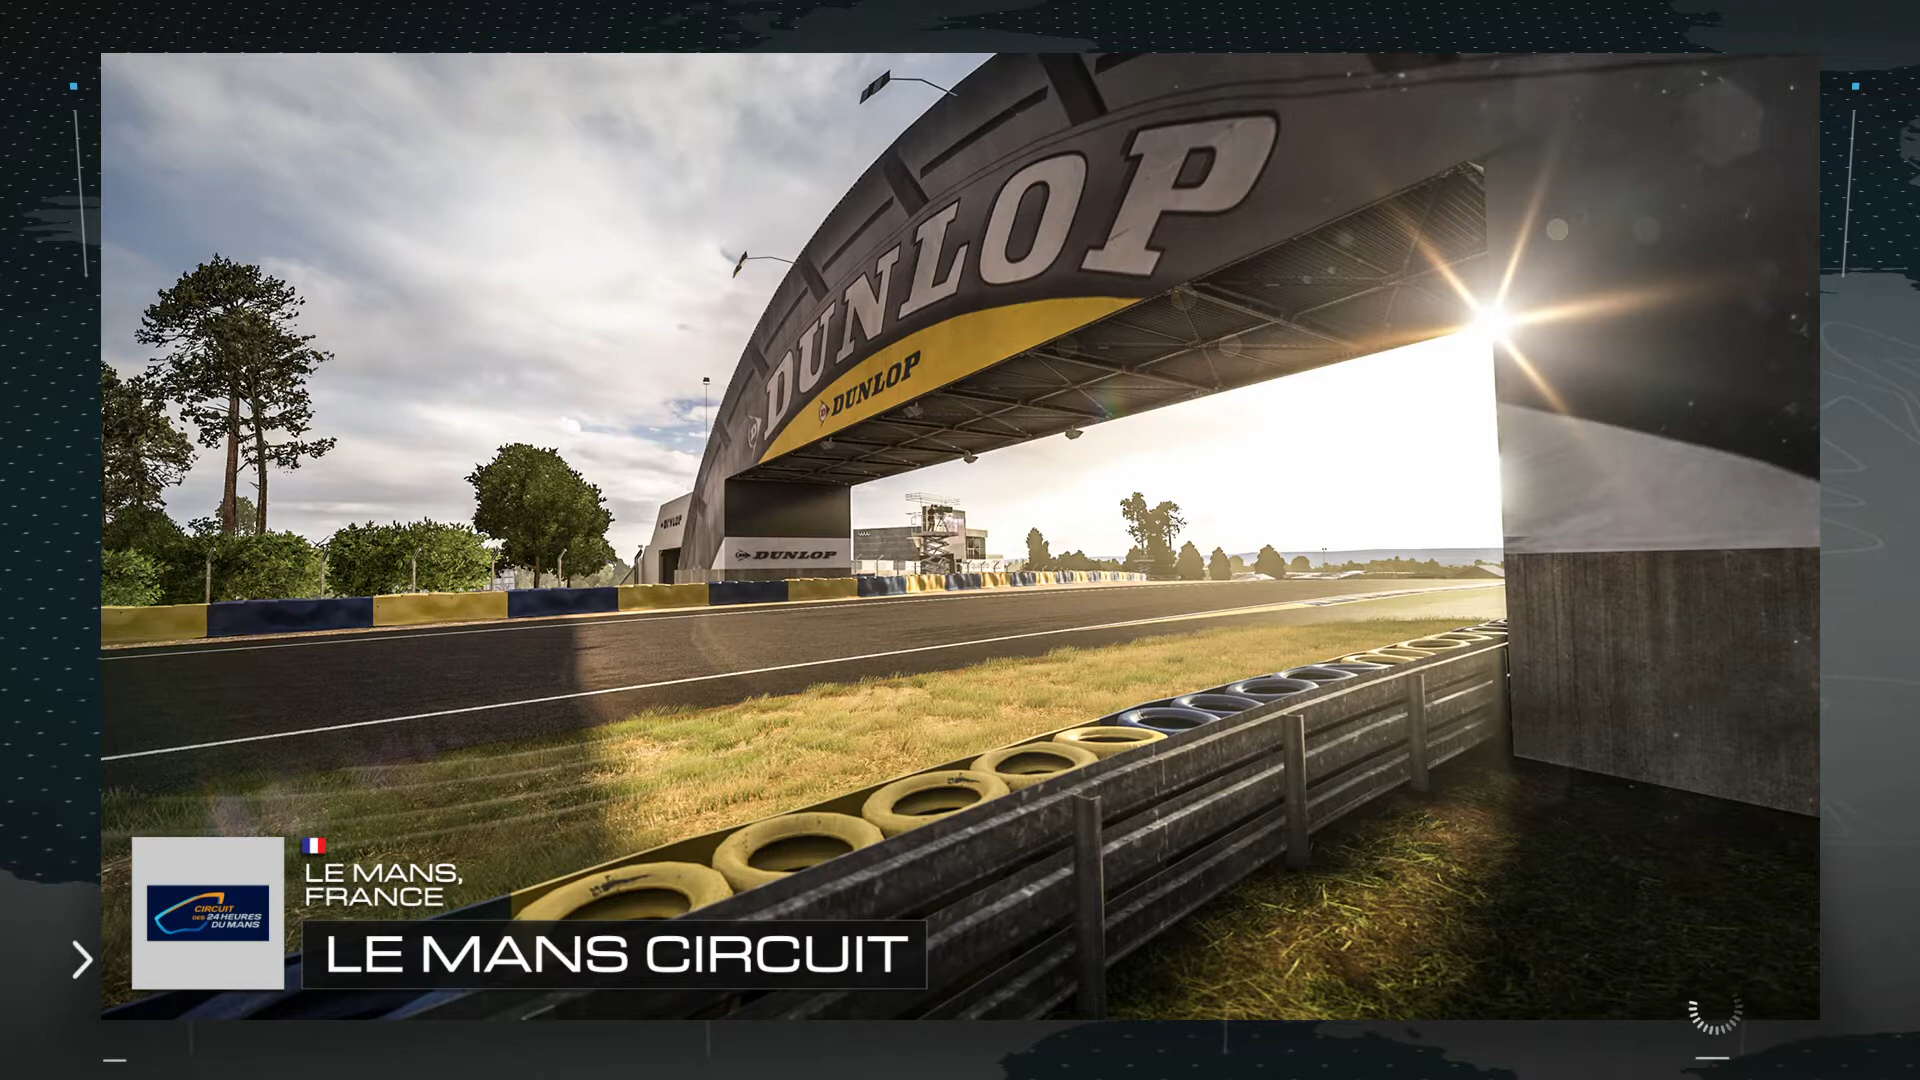 DUNLOP
DUNLOP
DUNLOP
DUNLOP
CIRCUIT
DES 24 HEURES
DU MANS
LE MANS,
FRANCE
LE MANS CIRCUIT